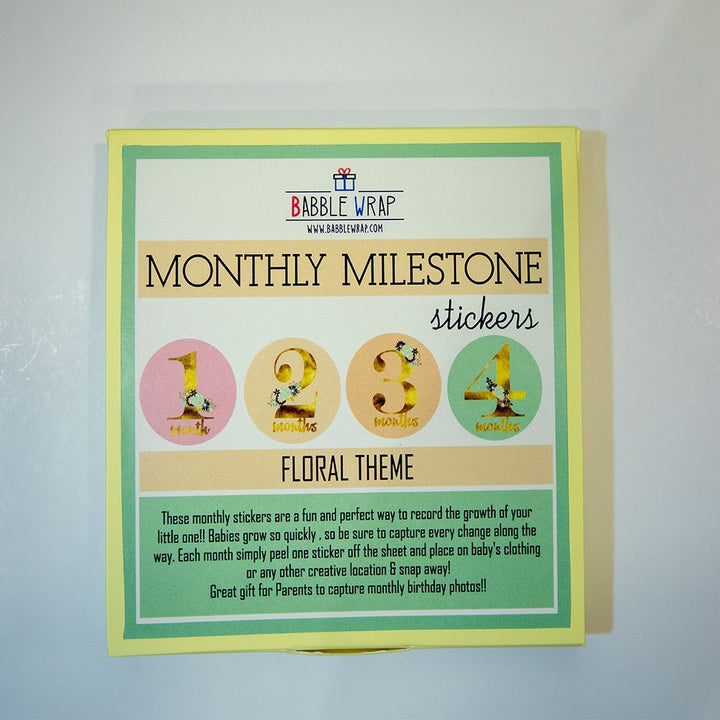 BABBLE WRAP
WWW.BABBLEWRAP.COM
MONTHLY MILESTONE
stickers
1 2 3 4
month months months months
FLORAL THEME
These monthly stickers are a fun and perfect way to record the growth of your
little one!! Babies grow so quickly , so be sure to capture every change along the
way. Each month simply peel one sticker off the sheet and place on baby's clothing
or any other creative location & snap away!
Great gift for Parents to capture monthly birthday photos!!